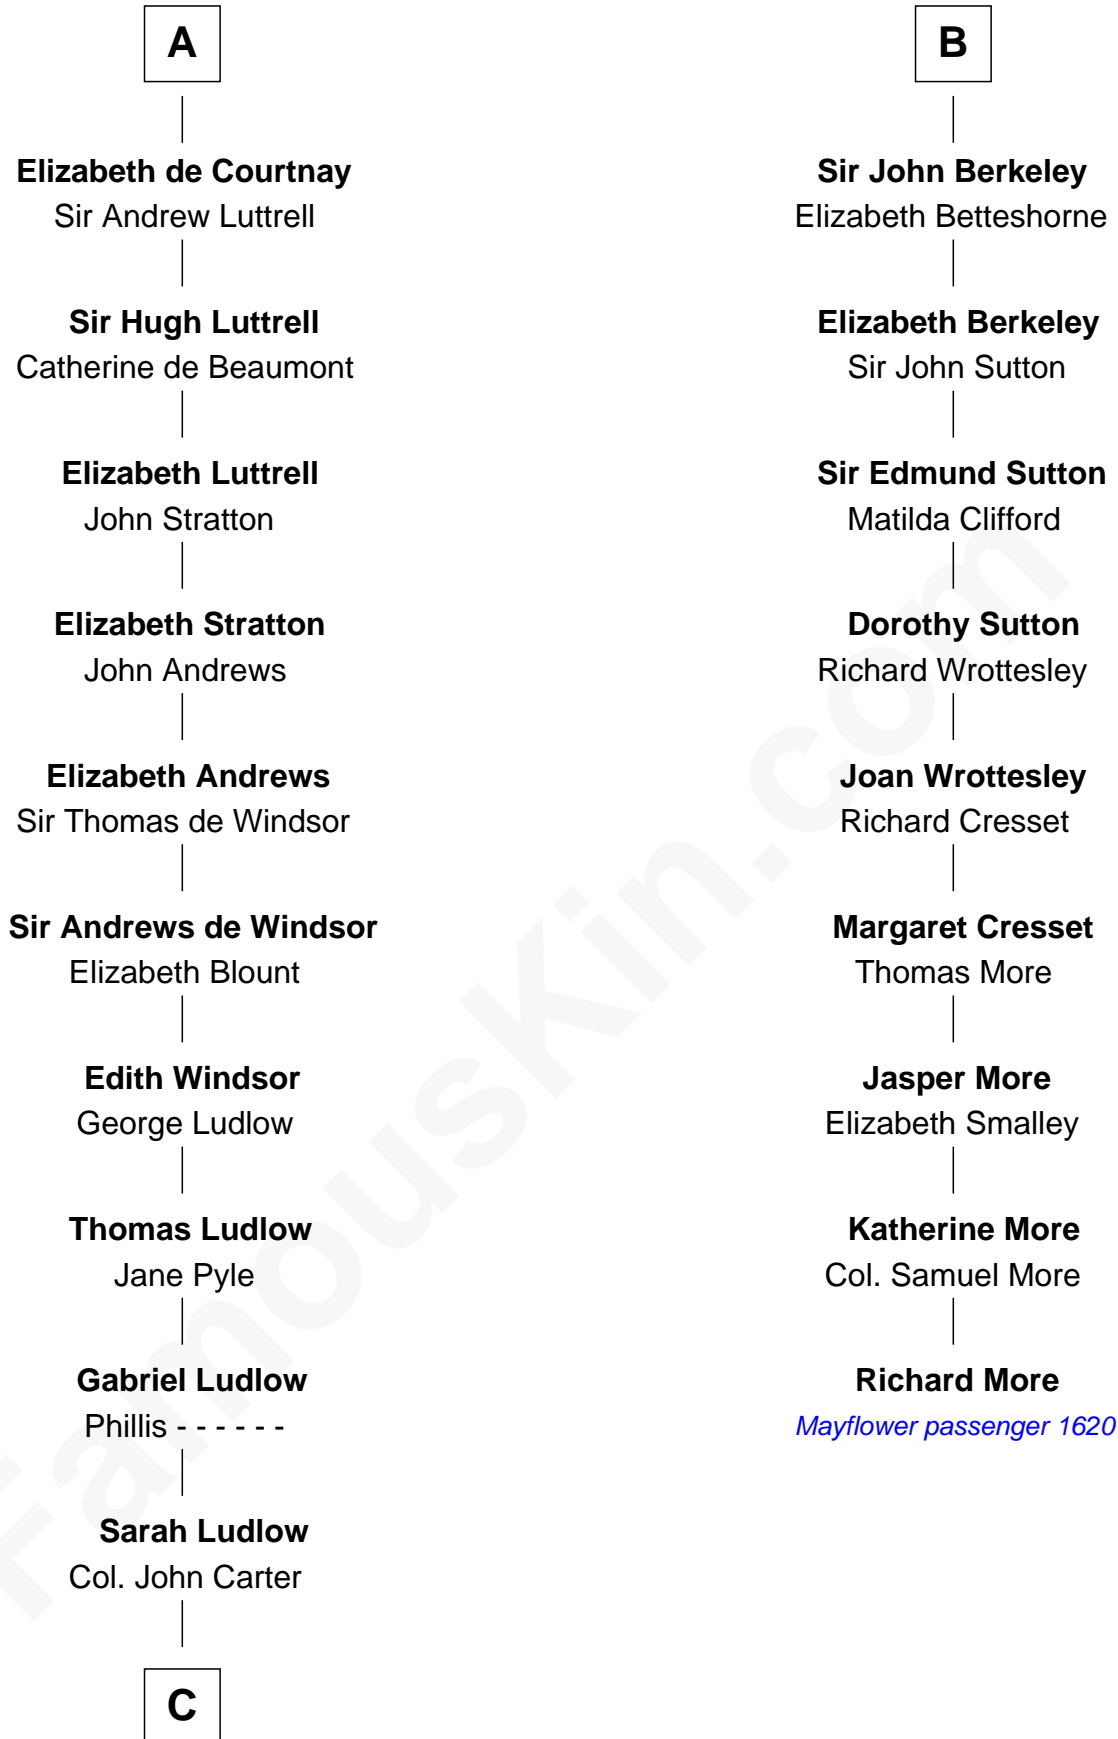 A
Elizabeth de Courtnay
Sir Andrew Luttrell
Sir Hugh Luttrell
Catherine de Beaumont
Elizabeth Luttrell
John Stratton
Elizabeth Stratton
John Andrews
Elizabeth Andrews
Sir Thomas de Windsor
Sir Andrews de Windsor
Elizabeth Blount
Edith Windsor
George Ludlow
Thomas Ludlow
Jane Pyle
Gabriel Ludlow
Phillis - - - - - -
Sarah Ludlow
Col. John Carter
C
B
Sir John Berkeley
Elizabeth Betteshorne
Elizabeth Berkeley
Sir John Sutton
Sir Edmund Sutton
Matilda Clifford
Dorothy Sutton
Richard Wrottesley
Joan Wrottesley
Richard Cresset
Margaret Cresset
Thomas More
Jasper More
Elizabeth Smalley
Katherine More
Col. Samuel More
Richard More
Mayflower passenger 1620
FamousKin.com